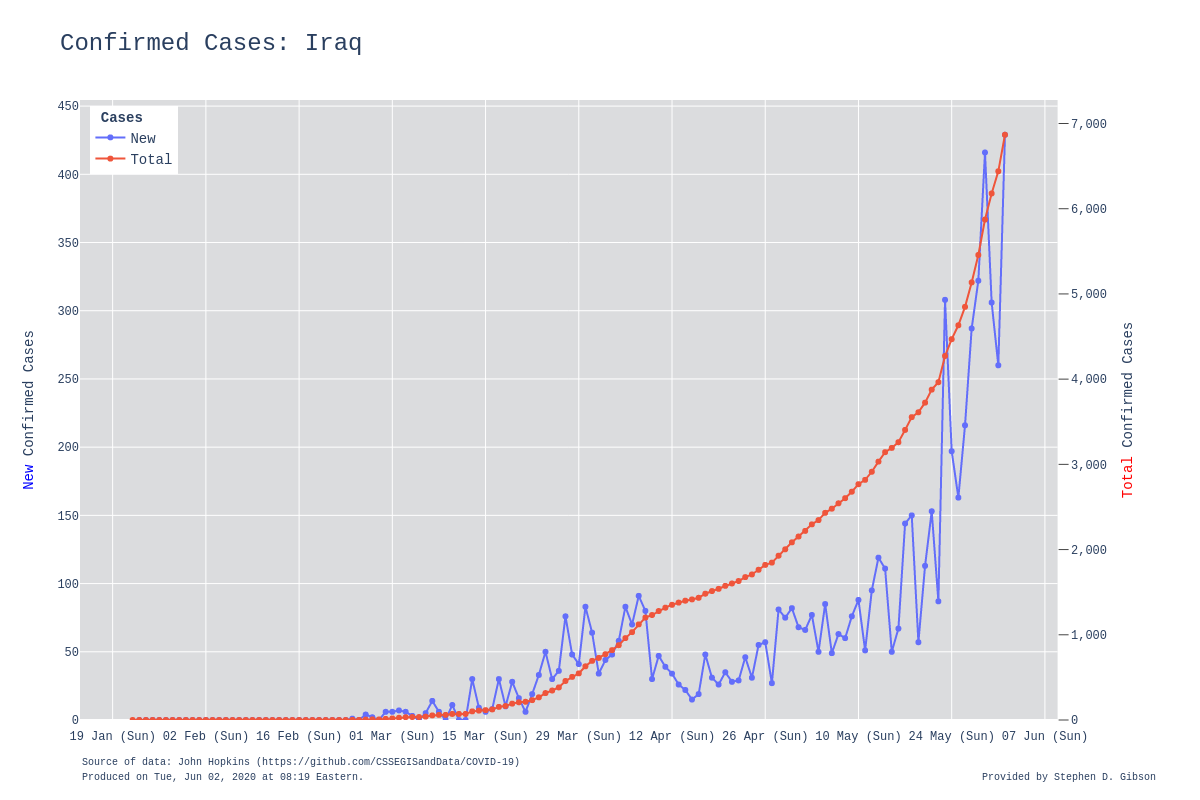 Confirmed Cases: Iraq
Cases
New
Total
450
400
350
300
250
200
150
100
50
0
7,000
6,000
5,000
4,000
3,000
2,000
1,000
0
New Confirmed Cases
Total Confirmed Cases
19 Jan (Sun) 02 Feb (Sun) 16 Feb (Sun) 01 Mar (Sun) 15 Mar (Sun) 29 Mar (Sun) 12 Apr (Sun) 26 Apr (Sun) 10 May (Sun) 24 May (Sun) 07 Jun (Sun)
Source of data: John Hopkins (https://github.com/CSSEGISandData/COVID-19)
Produced on Tue, Jun 02, 2020 at 08:19 Eastern.
Provided by Stephen D. Gibson